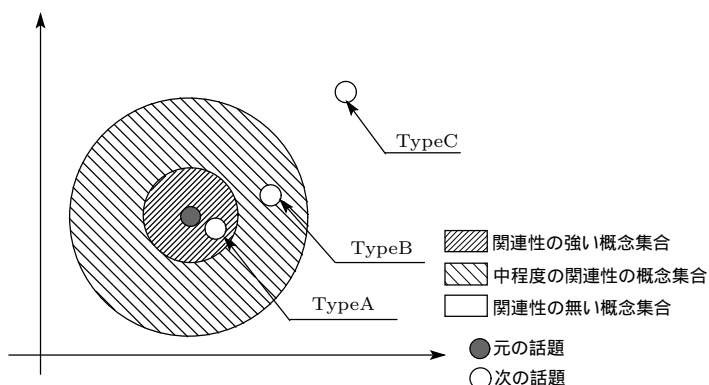 TypeC
TypeB
TypeA
関連性の強い概念集合
中程度の関連性の概念集合
関連性の無い概念集合
元の話題
次の話題